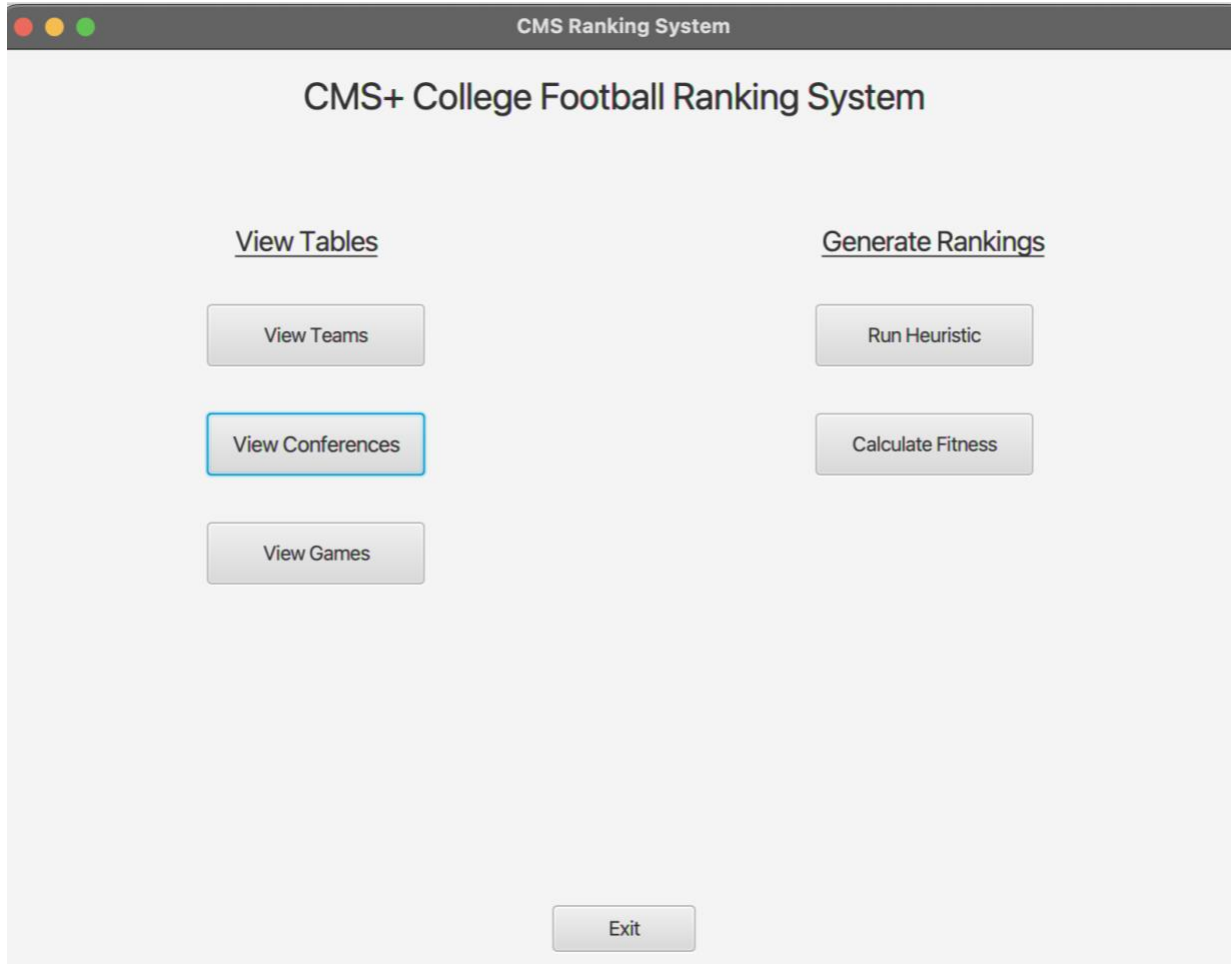 CMS Ranking System
CMS+ College Football Ranking System
View Tables
Generate Rankings
View Teams
Run Heuristic
View Conferences
Calculate Fitness
View Games
Exit